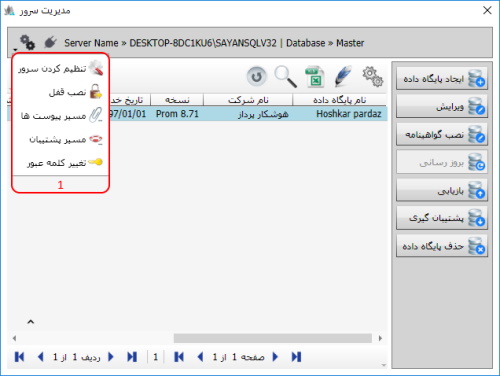 مدیریت سرور
Server Name » DESKTOP-8DC1KU6\SAYANSQLV32 | Database » Master
تنظیم کردن سرور
نصب قفل
مسیر پیوست ها
مسیر پشتیبان
تغییر کلمه عبور
1
نام پایگاه داده
نام شرکت
نسخه
تاریخ خد
Hoshkar pardaz
هوشکار پرداز
Prom 8.71
97/01/01
ایجاد پایگاه داده
ویرایش
نصب گواهینامه
بروز رسانی
بازیابی
پشتیبان گیری
حذف پایگاه داده
صفحه 1 از 1
1
ردیف 1 از 1